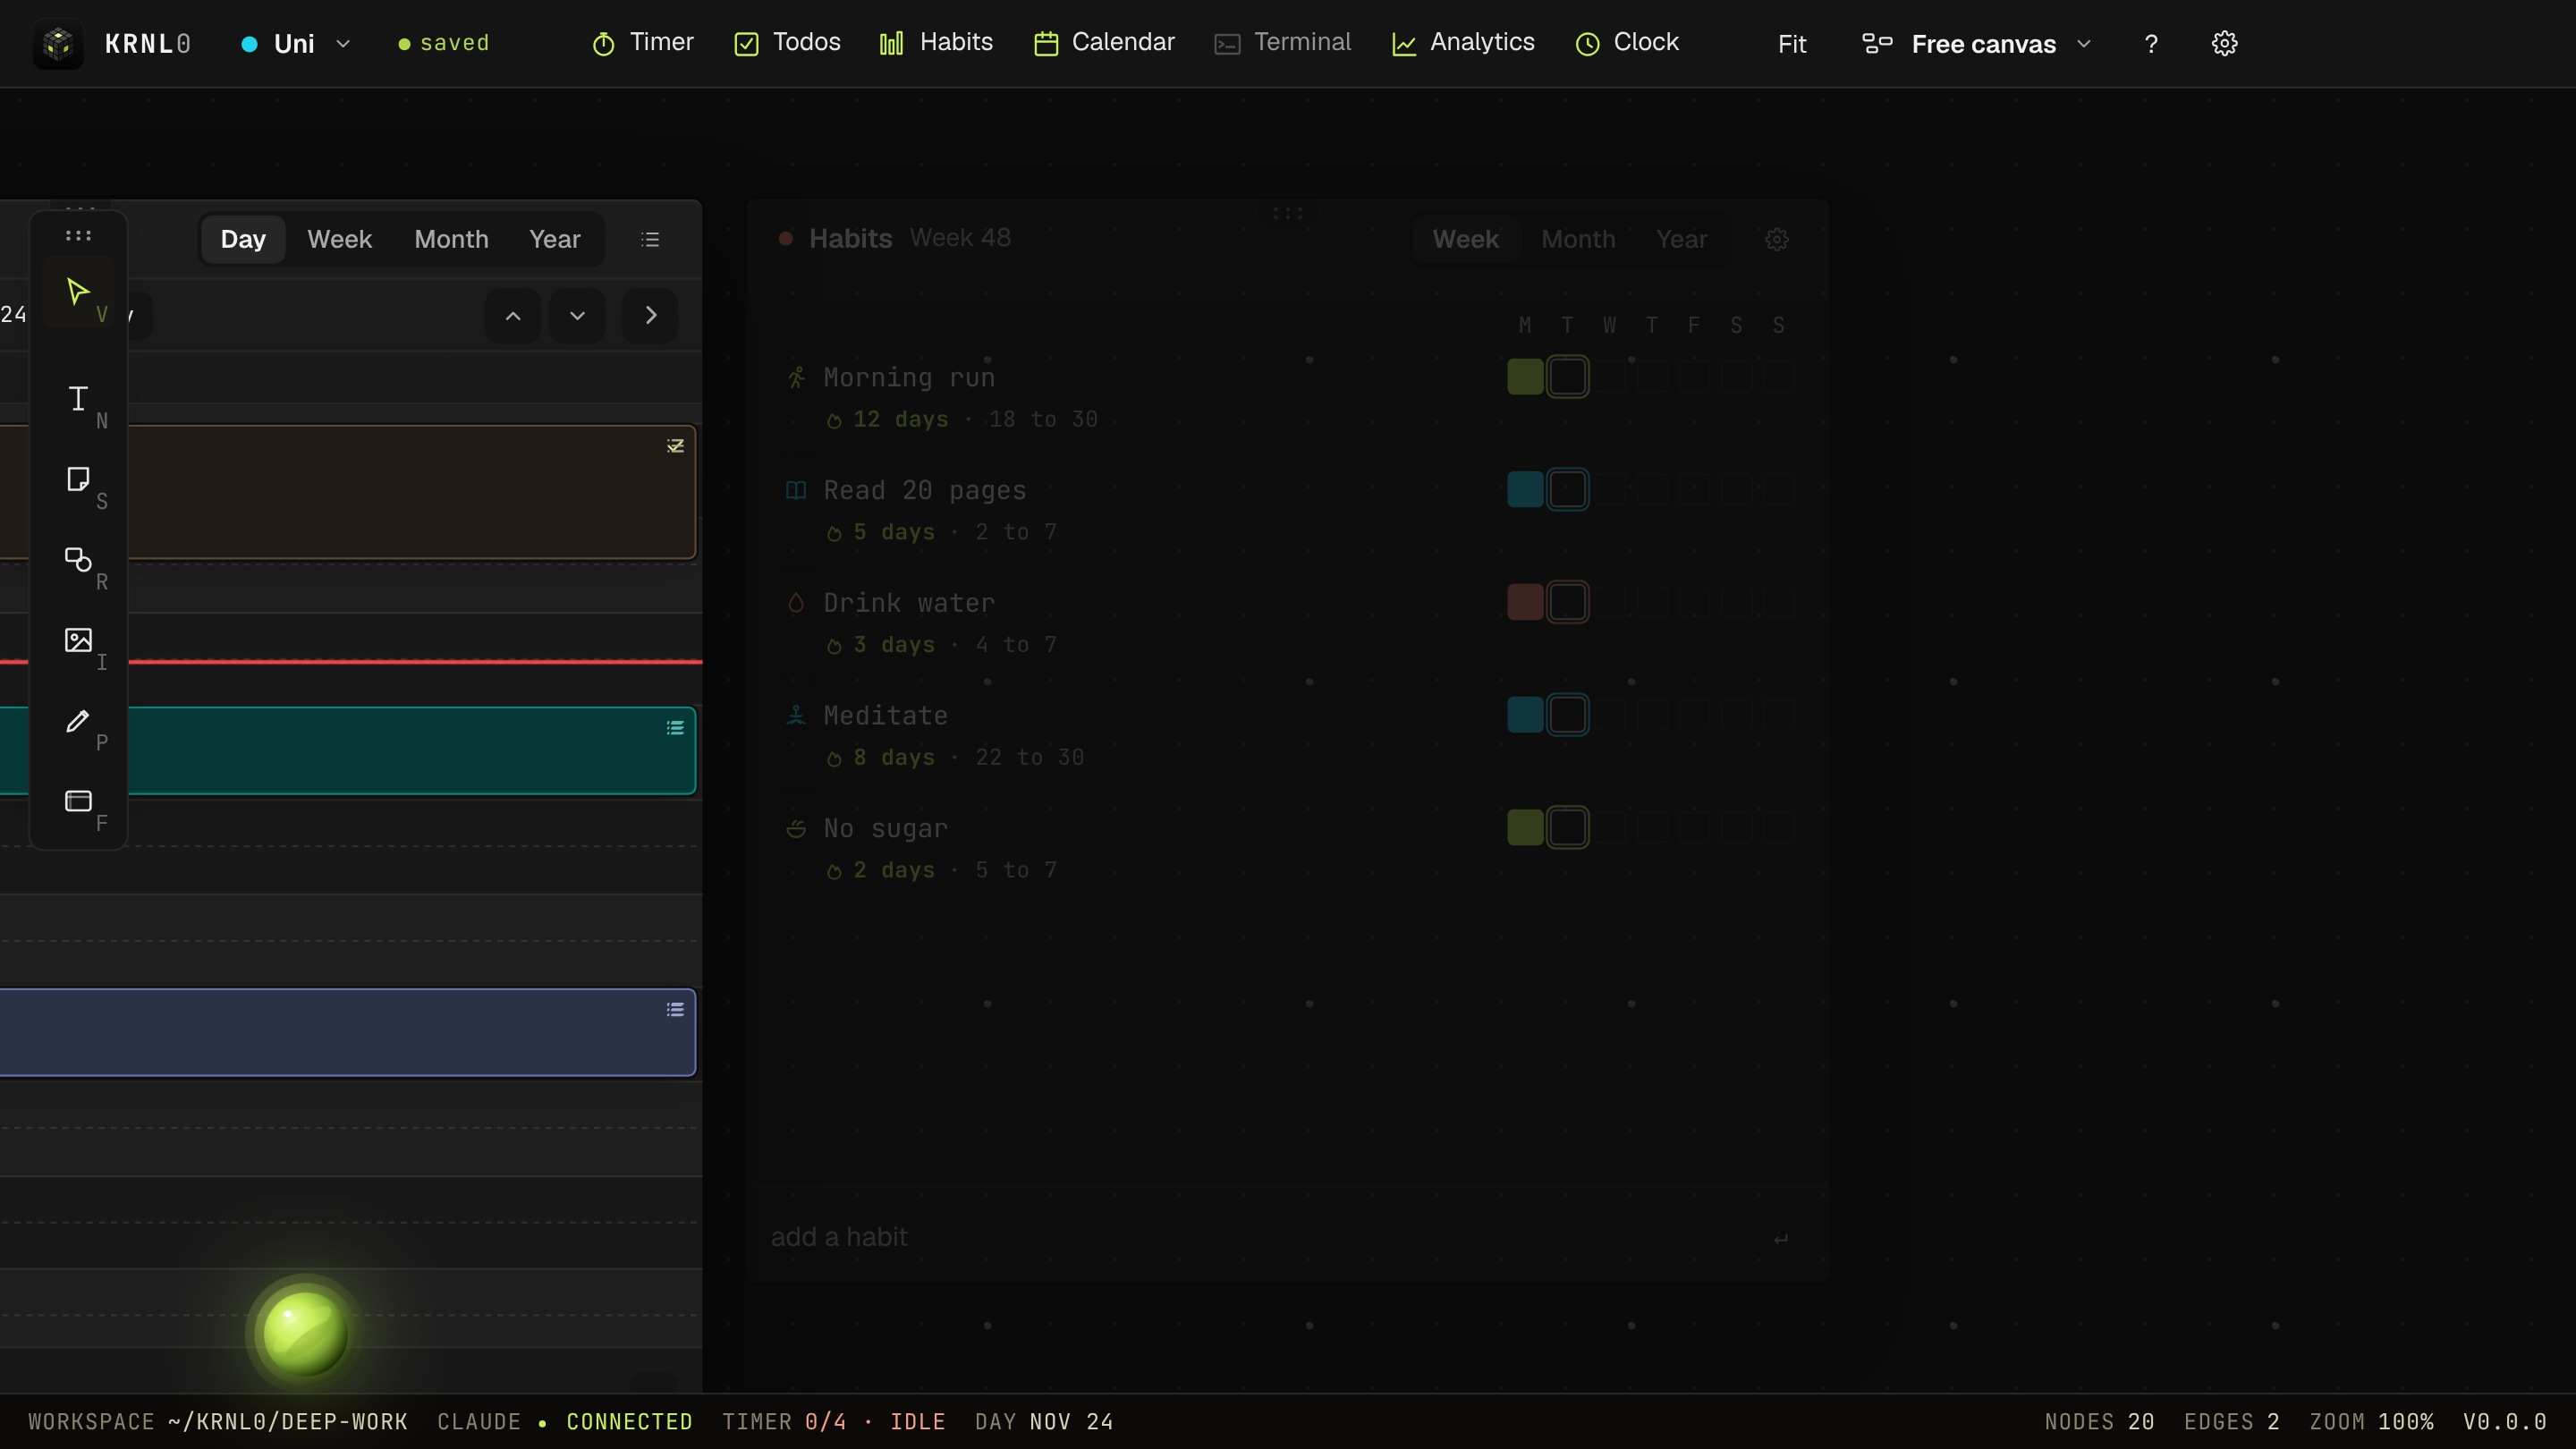 KRNL0 Uni saved Timer Todos Habits Calendar Terminal Analytics Clock Fit Free canvas ?
Day Week Month Year
24
V
N
S
R
I
P
F
Habits Week 48 Week Month Year
M T W T F S S
Morning run
12 days · 18 to 30
Read 20 pages
5 days · 2 to 7
Drink water
3 days · 4 to 7
Meditate
8 days · 22 to 30
No sugar
2 days · 5 to 7
add a habit
WORKSPACE ~/KRNL0/DEEP-WORK CLAUDE • CONNECTED TIMER 0/4 · IDLE DAY NOV 24 NODES 20 EDGES 2 ZOOM 100% V0.0.0